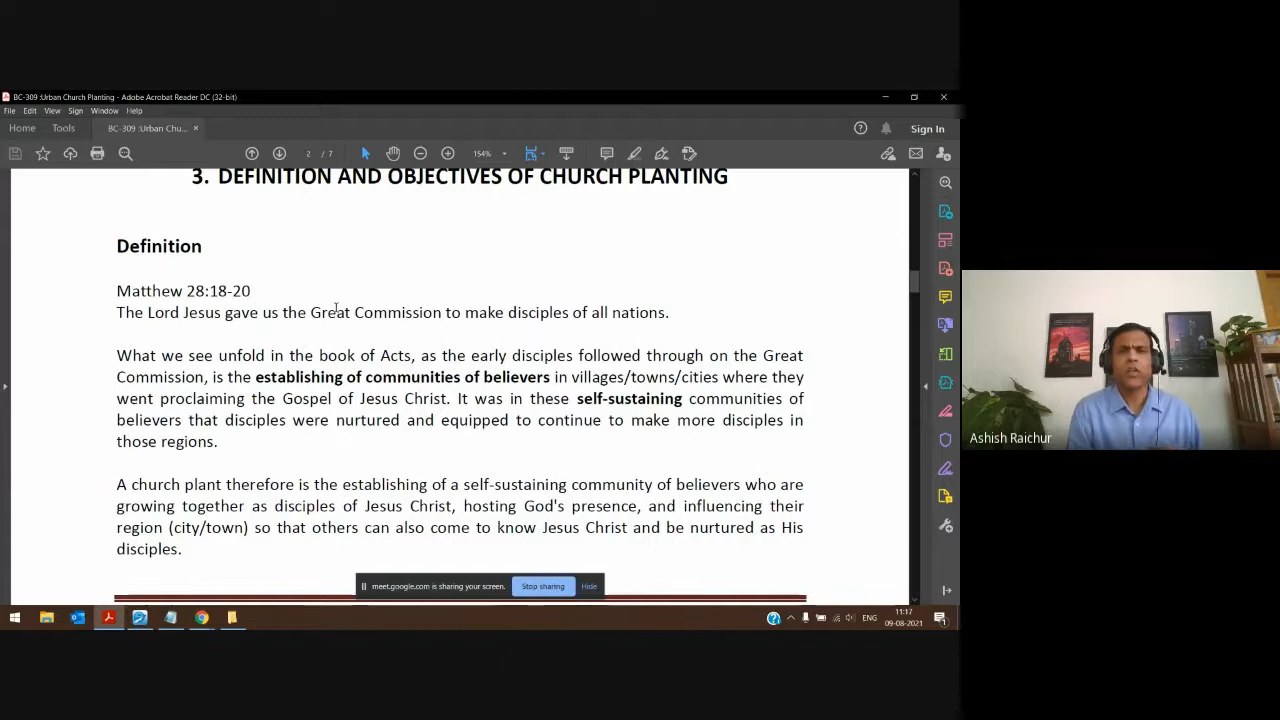 BC-309 :Urban Church Planting - Adobe Acrobat Reader DC (32-bit)
File Edit View Sign Window Help
Home Tools BC-309 :Urban Chu... × Sign In
2 / 7 154%
3. DEFINITION AND OBJECTIVES OF CHURCH PLANTING
Definition
Matthew 28:18-20
The Lord Jesus gave us the Great Commission to make disciples of all nations.
What we see unfold in the book of Acts, as the early disciples followed through on the Great
Commission, is the establishing of communities of believers in villages/towns/cities where they
went proclaiming the Gospel of Jesus Christ. It was in these self-sustaining communities of
believers that disciples were nurtured and equipped to continue to make more disciples in
those regions.
A church plant therefore is the establishing of a self-sustaining community of believers who are
growing together as disciples of Jesus Christ, hosting God's presence, and influencing their
region (city/town) so that others can also come to know Jesus Christ and be nurtured as His
disciples.
meet.google.com is sharing your screen. Stop sharing Hide
ENG
11:17
09-08-2021
Ashish Raichur